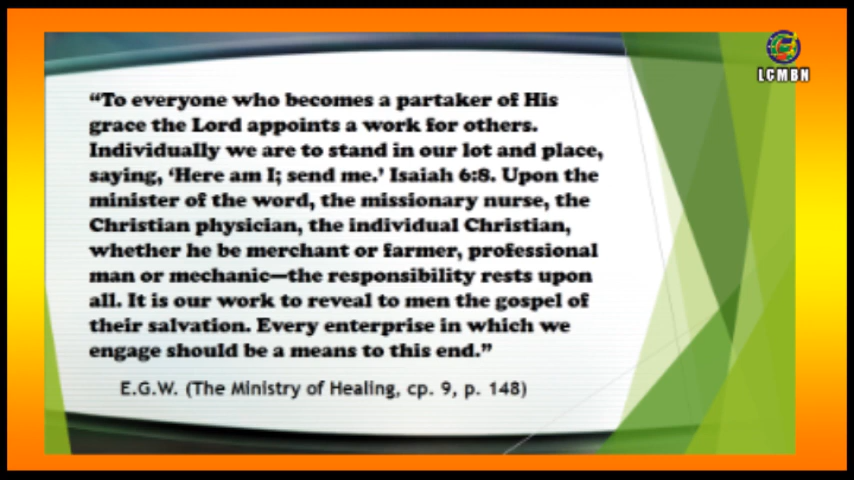 LCMBN
“To everyone who becomes a partaker of His
grace the Lord appoints a work for others.
Individually we are to stand in our lot and place,
saying, ‘Here am I; send me.’ Isaiah 6:8. Upon the
minister of the word, the missionary nurse, the
Christian physician, the individual Christian,
whether he be merchant or farmer, professional
man or mechanic—the responsibility rests upon
all. It is our work to reveal to men the gospel of
their salvation. Every enterprise in which we
engage should be a means to this end.”
E.G.W. (The Ministry of Healing, cp. 9, p. 148)